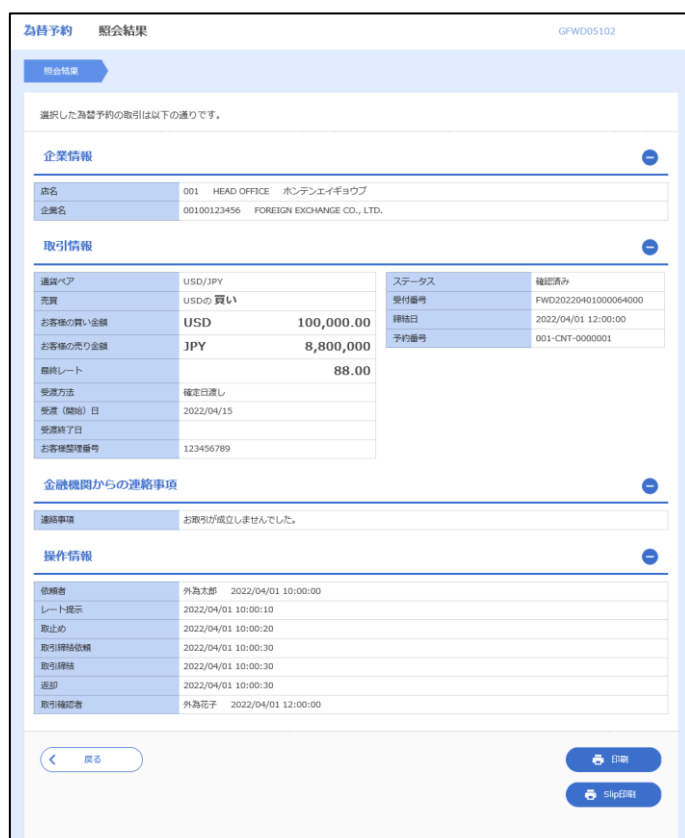 為替予約 照会結果 GFWD05102
照会結果
選択した為替予約の取引は以下の通りです。
企業情報
店名 001 HEAD OFFICE ホンテンエイギョウブ
企業名 00100123456 FOREIGN EXCHANGE CO., LTD.
取引情報
通貨ペア USD/JPY
売買 USDの 買い
お客様の買い金額 USD 100,000.00
お客様の売り金額 JPY 8,800,000
最終レート 88.00
受渡方法 確定日渡し
受渡（開始）日 2022/04/15
受渡終了日
お客様整理番号 123456789
ステータス 確認済み
受付番号 FWD20220401000064000
締結日 2022/04/01 12:00:00
予約番号 001-CNT-0000001
金融機関からの連絡事項
連絡事項 お取引が成立しませんでした。
操作情報
依頼者 外為太郎 2022/04/01 10:00:00
レート提示 2022/04/01 10:00:10
取止め 2022/04/01 10:00:20
取引締結依頼 2022/04/01 10:00:30
取引締結 2022/04/01 10:00:30
返却 2022/04/01 10:00:30
取引確認者 外為花子 2022/04/01 12:00:00
戻る
印刷
Slip印刷